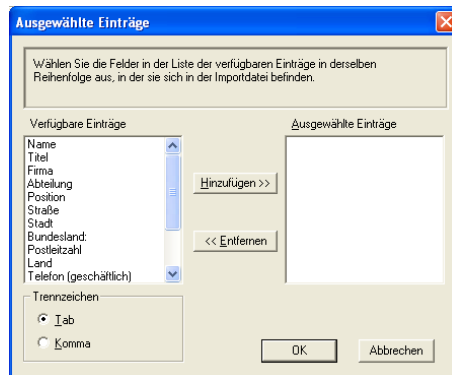 Ausgewählte Einträge
Wählen Sie die Felder in der Liste der verfügbaren Einträge in derselben
Reihenfolge aus, in der sie sich in der Importdatei befinden.
Verfügbare Einträge
Name
Titel
Firma
Abteilung
Position
Straße
Stadt
Bundesland:
Postleitzahl
Land
Telefon (geschäftlich)
Hinzufügen >>
<< Entfernen
Ausgewählte Einträge
Trennzeichen
Tab
Komma
OK
Abbrechen